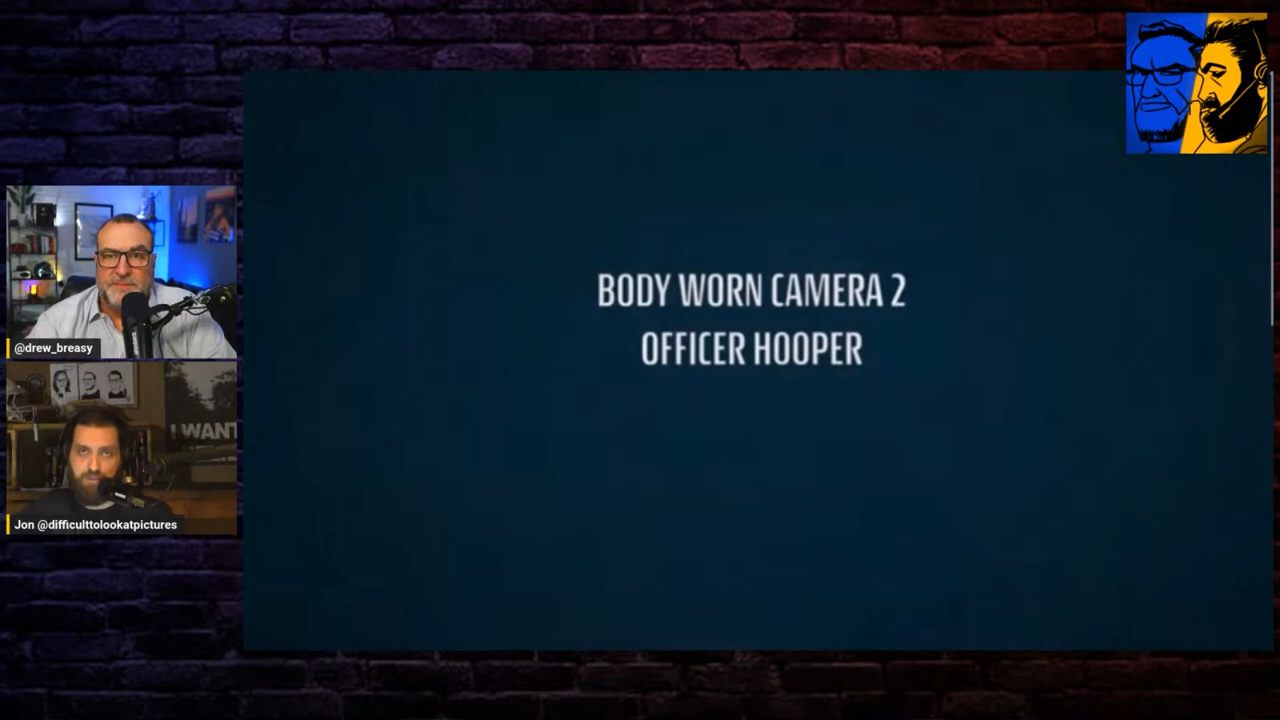 BODY WORN CAMERA 2
OFFICER HOOPER
@drew_breasy
I WANT
Jon @difficulttolookatpictures